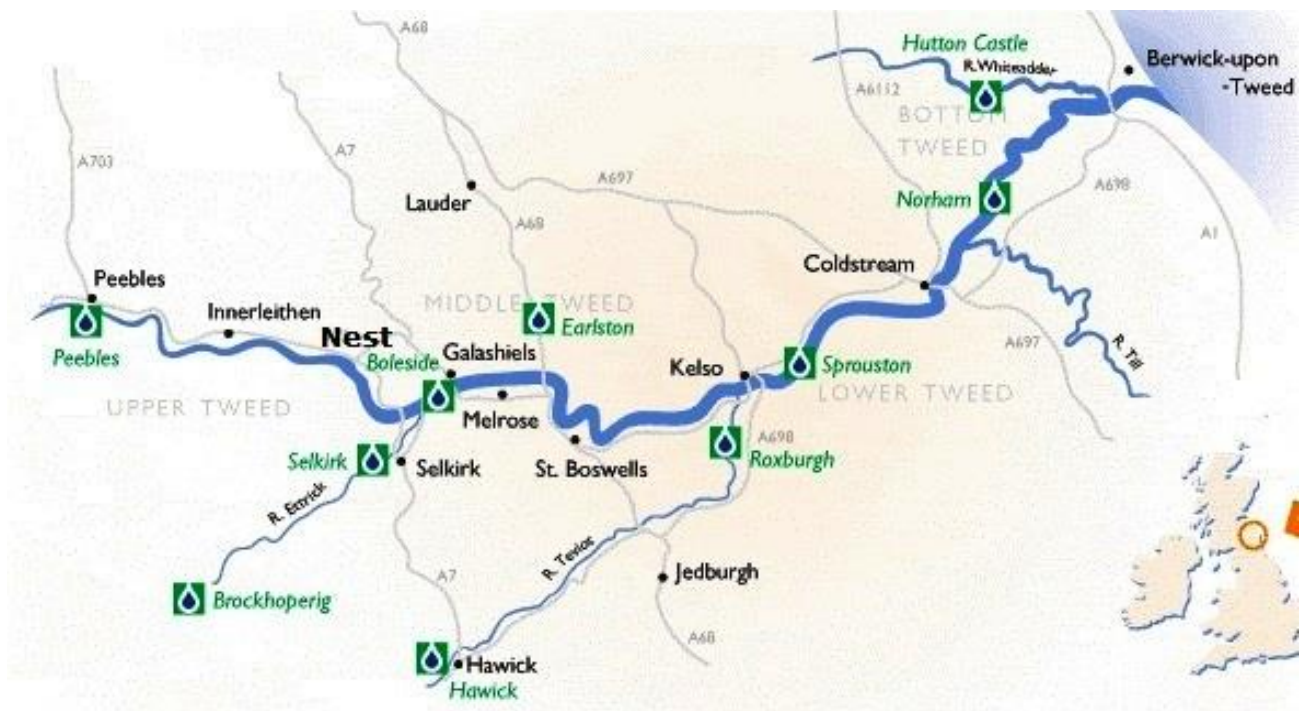 A68
Hutton Castle
R. Whiteadder
Berwick-upon
-Tweed
A6112
BOTTOM
TWEED
A7
A703
A697
A698
Lauder
Norham
A68
A1
Coldstream
Peebles
Innerleithen
MIDDLE TWEED
Earlston
Nest
Peebles
Boleside
Galashiels
Kelso
Sprouston
A697
R. Till
UPPER TWEED
LOWER TWEED
Melrose
A698
Selkirk
Selkirk
St. Boswells
Roxburgh
R. Ettrick
R. Teviot
A7
Jedburgh
Brockhoperig
A68
Hawick
Hawick